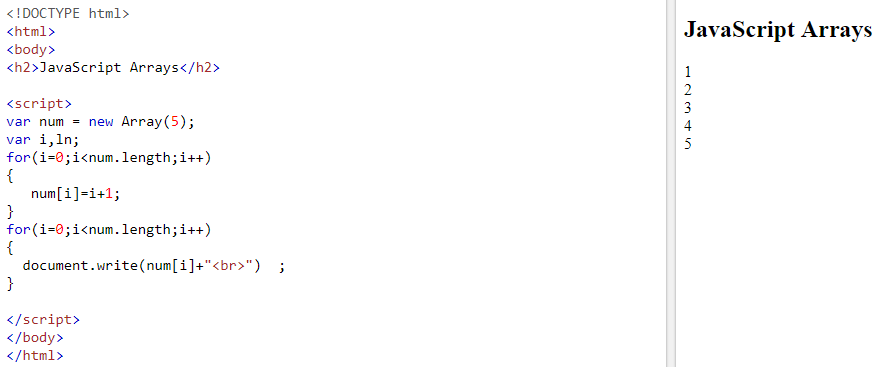 <!DOCTYPE html>
<html>
<body>
<h2>JavaScript Arrays</h2>
<script>
var num = new Array(5);
var i,ln;
for(i=0;i<num.length;i++)
{
   num[i]=i+1;
}
for(i=0;i<num.length;i++)
{
  document.write(num[i]+"<br>")  ;
}
</script>
</body>
</html>
JavaScript Arrays
1
2
3
4
5